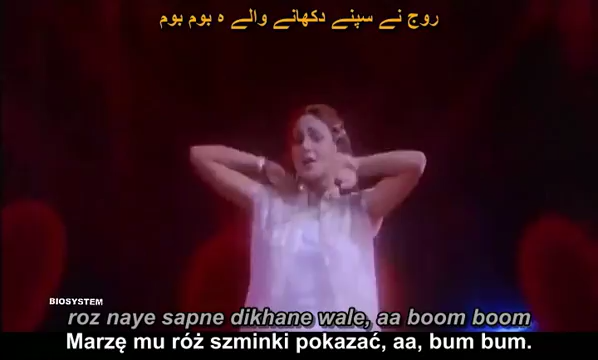 روج نے سپنے دکھانے والے ہ بوم بوم
BIOSYSTEM
roz naye sapne dikhane wale, aa boom boom
Marzę mu róż szminki pokazać, aa, bum bum.